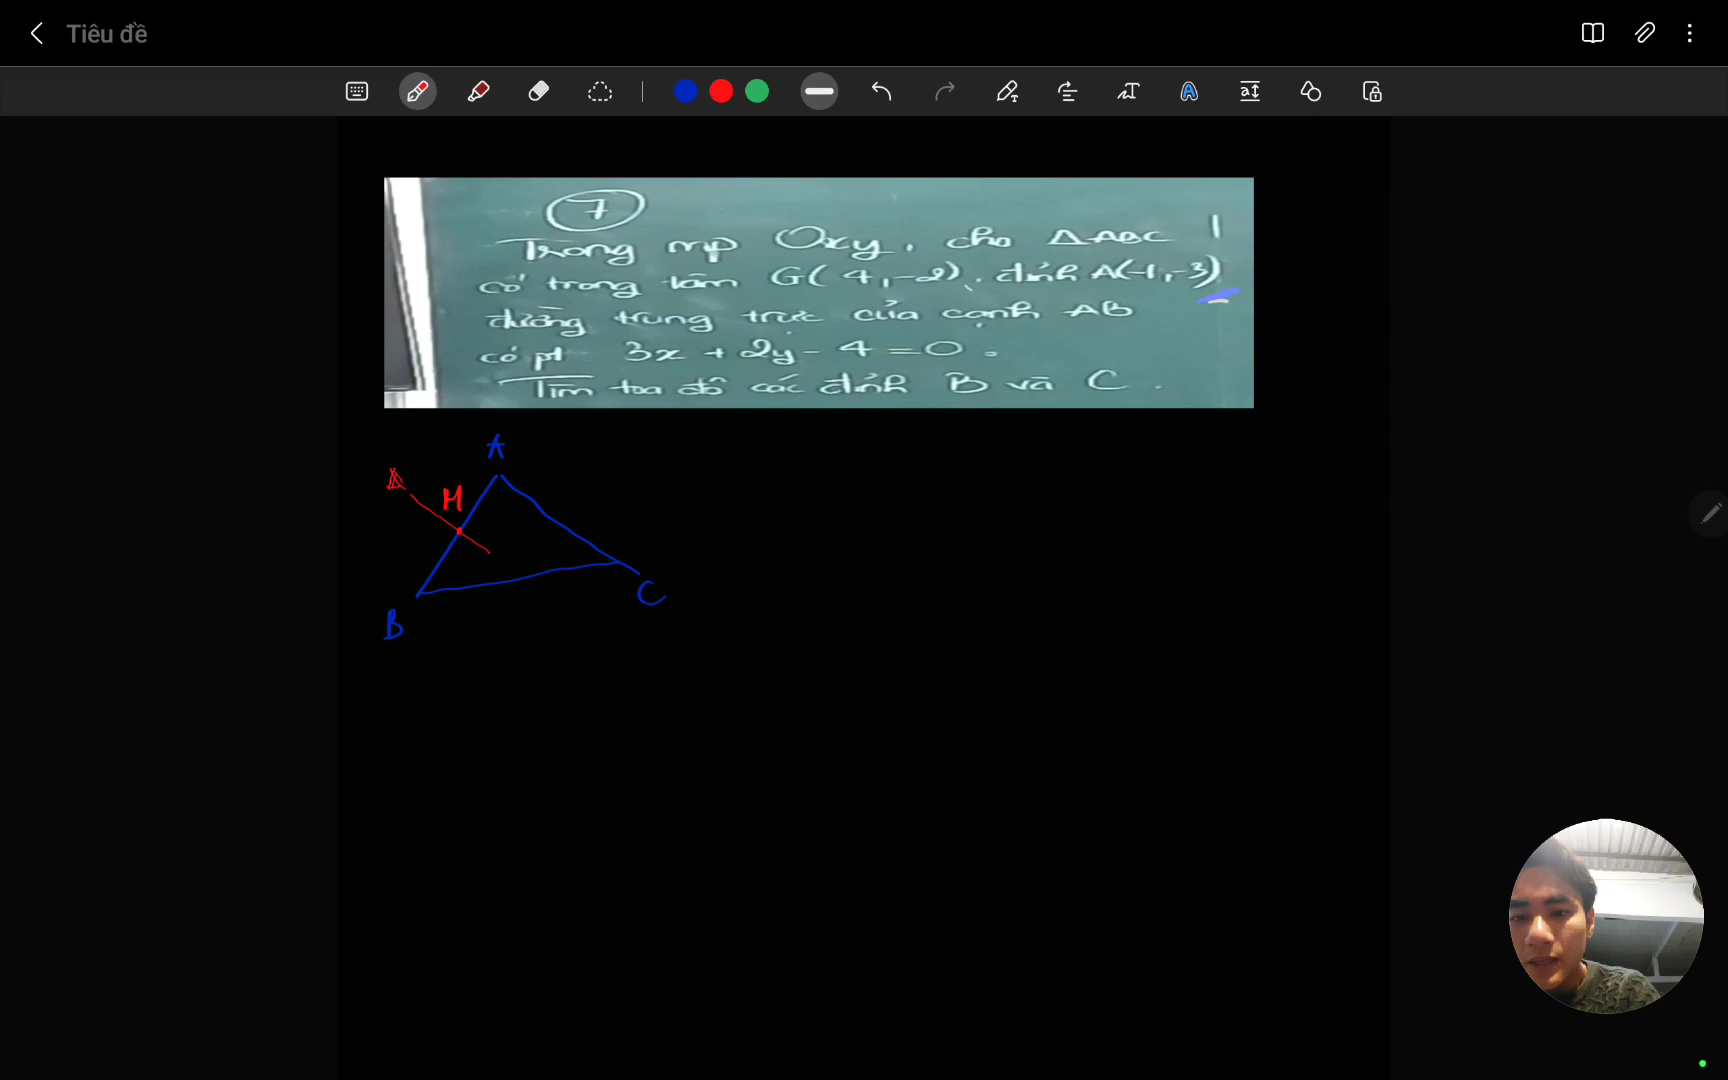 Tiêu đề
7
Trong mp Oxy, cho ΔABC
có trọng tâm G(4,-2), đỉnh A(-1,-3)
đường trung trực của cạnh AB
có pt 3x + 2y - 4 = 0.
Tìm tọa độ các đỉnh B và C.
A
M
B
C